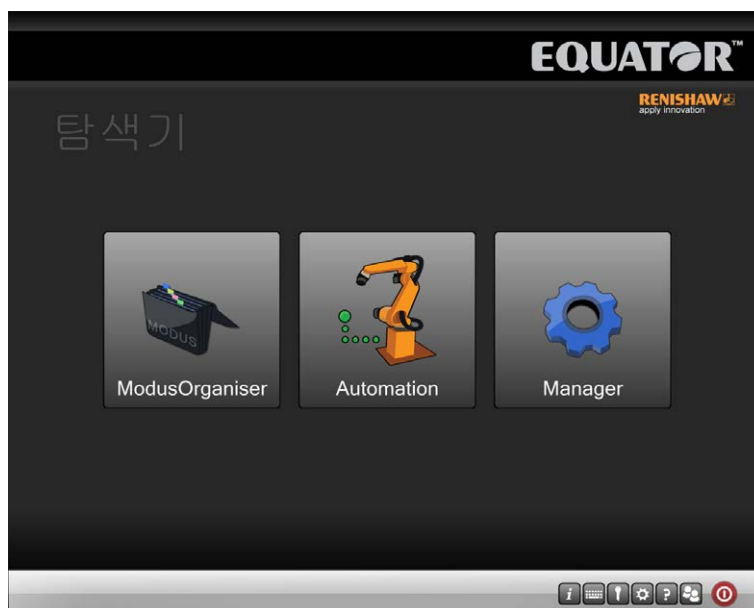 EQUATOR™
RENISHAW
apply innovation
탐색기
MODUS
ModusOrganiser
Automation
Manager